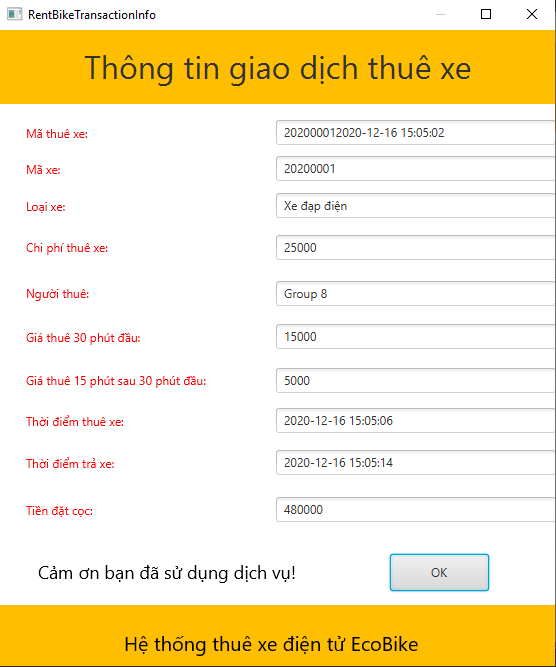 RentBikeTransactionInfo
Thông tin giao dịch thuê xe
Mã thuê xe: 202000012020-12-16 15:05:02
Mã xe: 20200001
Loại xe: Xe đạp điện
Chi phí thuê xe: 25000
Người thuê: Group 8
Giá thuê 30 phút đầu: 15000
Giá thuê 15 phút sau 30 phút đầu: 5000
Thời điểm thuê xe: 2020-12-16 15:05:06
Thời điểm trả xe: 2020-12-16 15:05:14
Tiền đặt cọc: 480000
Cảm ơn bạn đã sử dụng dịch vụ! OK
Hệ thống thuê xe điện tử EcoBike